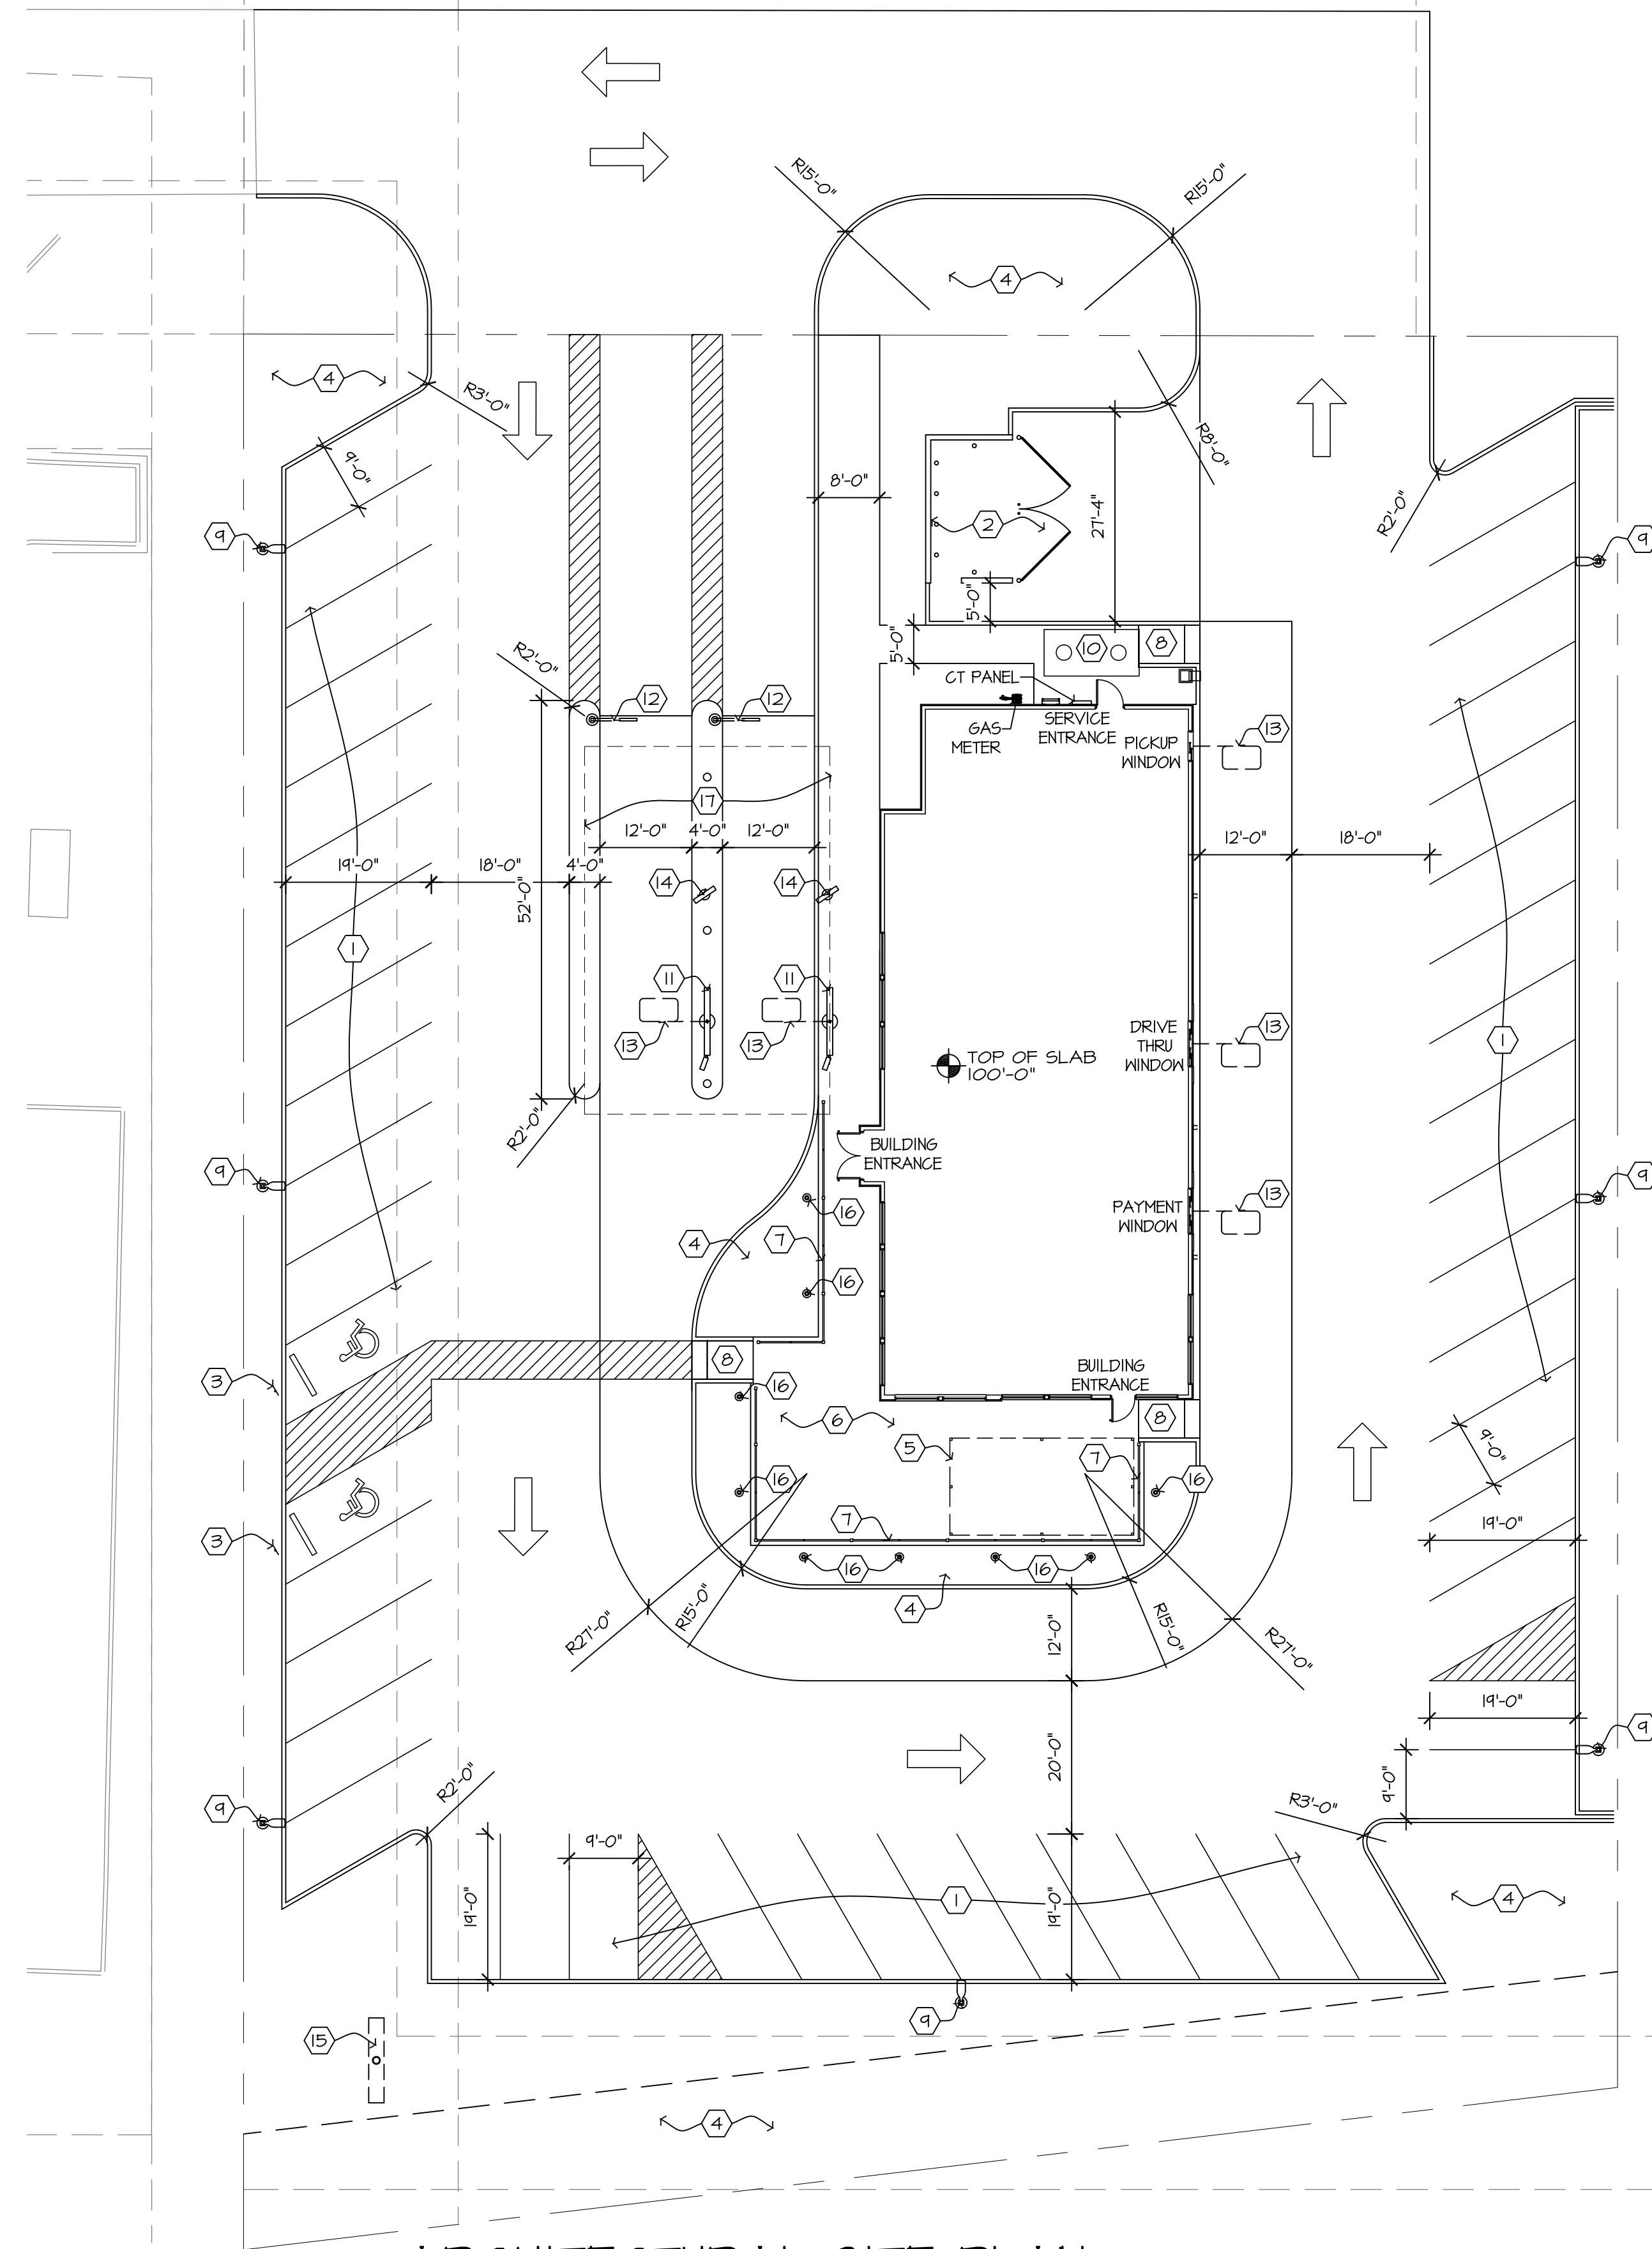 R15'-0"
R15'-0"
4
4
R3'-0"
9'-0"
R8'-0"
8'-0"
2
27'-4"
R2'-0"
9
9
5'-0"
5'-0"
10
8
R2'-0"
CT PANEL
12
12
GAS
METER
SERVICE
ENTRANCE
PICKUP
WINDOW
13
17
12'-0"
4'-0"
12'-0"
12'-0"
18'-0"
19'-0"
18'-0"
4'-0"
14
14
52'-0"
1
11
11
13
13
DRIVE
THRU
WINDOW
13
1
TOP OF SLAB
100'-0"
R2'-0"
BUILDING
ENTRANCE
9
9
PAYMENT
WINDOW
13
16
4
7
16
8
BUILDING
ENTRANCE
3
16
6
8
5
7
9'-0"
16
16
3
7
19'-0"
16
16
4
R27'-0"
R15'-0"
12'-0"
R15'-0"
R27'-0"
19'-0"
9
20'-0"
R2'-0"
9'-0"
R3'-0"
9
9'-0"
19'-0"
1
19'-0"
4
9
15
4
ARCHITECTURAL SITE PLAN